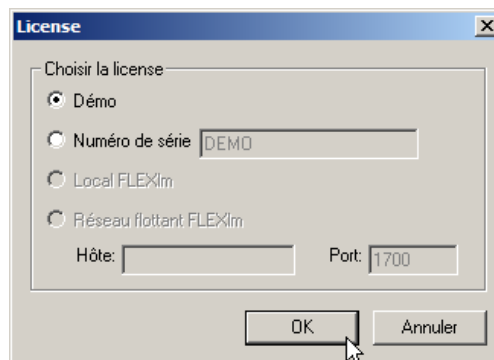 License
Choisir la license
Démo
Numéro de série DEMO
Local FLEXlm
Réseau flottant FLEXlm
Hôte: Port: 1700
OK Annuler